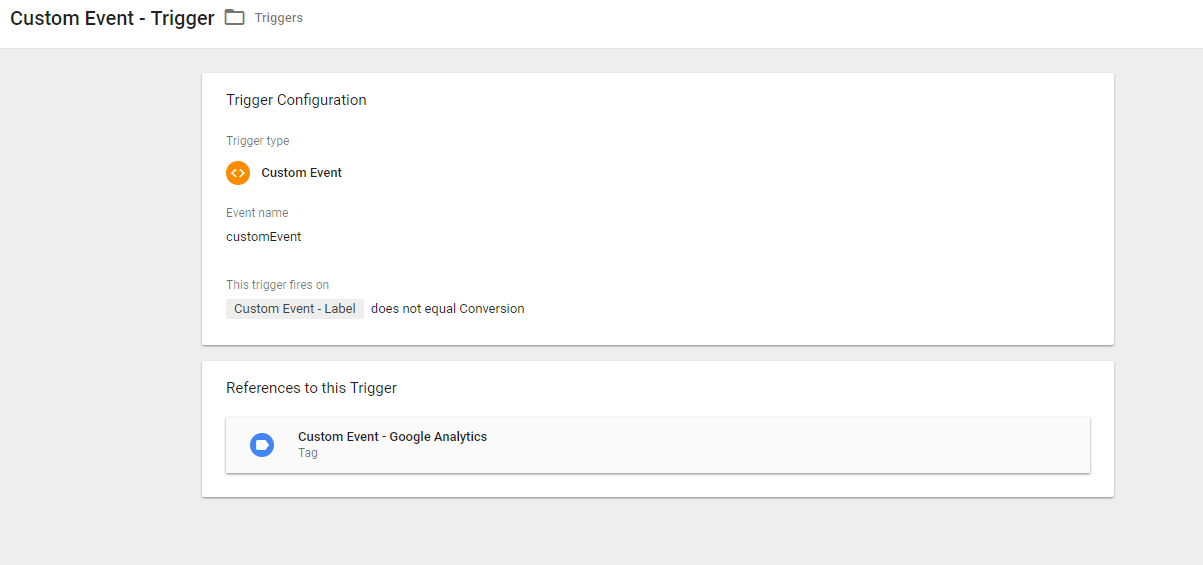 Custom Event - Trigger Triggers
Trigger Configuration
Trigger type
Custom Event
Event name
customEvent
This trigger fires on
Custom Event - Label does not equal Conversion
References to this Trigger
Custom Event - Google Analytics
Tag